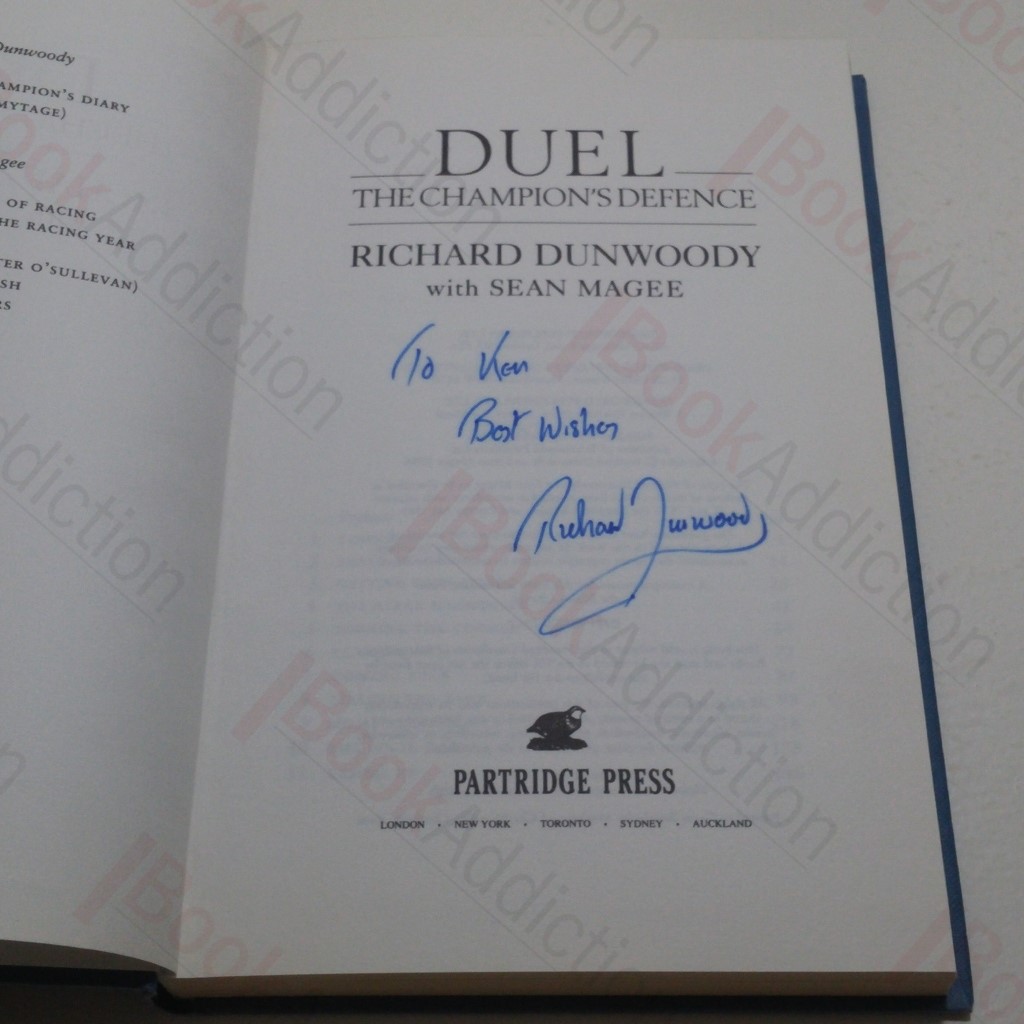 Dunwoody
AMPION'S DIARY
MYTAGE)
gee
OF RACING
HE RACING YEAR
TER O'SULLEVAN)
SH
RS
DUEL
THE CHAMPION'S DEFENCE
RICHARD DUNWOODY
with SEAN MAGEE
To Ken
Best Wishes
Richard Dunwoody
PARTRIDGE PRESS
LONDON · NEW YORK · TORONTO · SYDNEY · AUCKLAND
BookAddiction